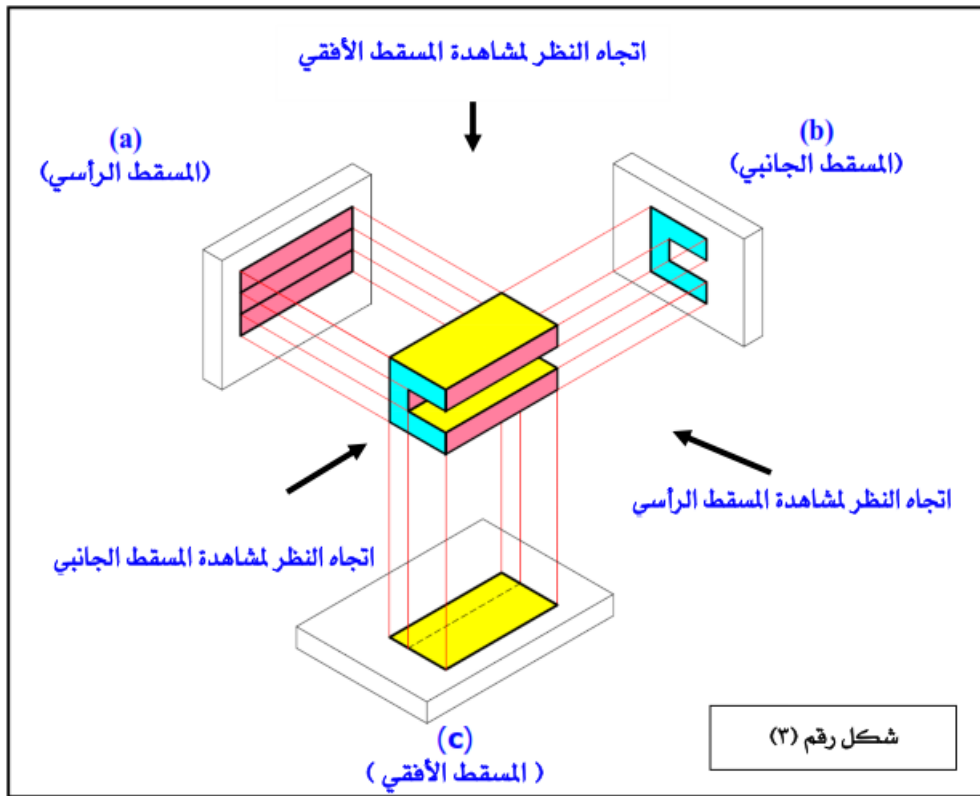 اتجاه النظر لمشاهدة المسقط الأفقي
(a)
(المسقط الرأسي)
(b)
(المسقط الجانبي)
اتجاه النظر لمشاهدة المسقط الرأسي
اتجاه النظر لمشاهدة المسقط الجانبي
(c)
( المسقط الأفقي )
شكل رقم (٣)